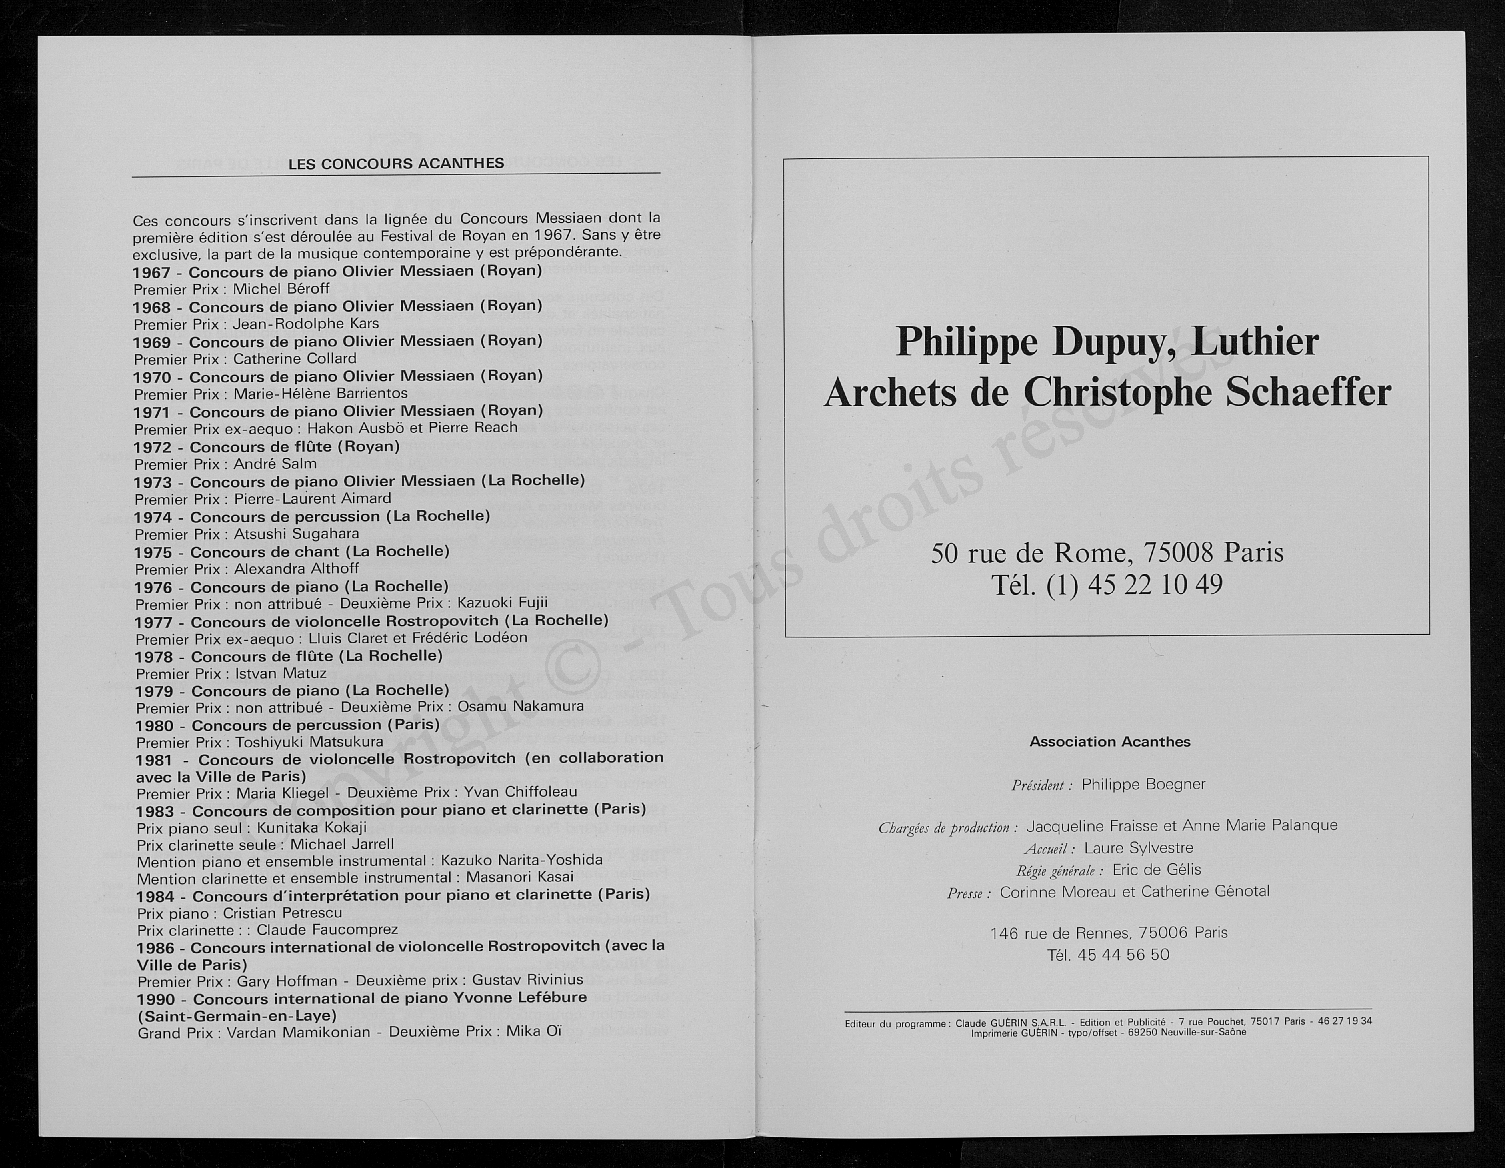 LES CONCOURS ACANTHES
Ces concours s'inscrivent dans la lignée du Concours Messiaen dont la
première édition s'est déroulée au Festival de Royan en 1967. Sans y être
exclusive, la part de la musique contemporaine y est prépondérante.
1967 - Concours de piano Olivier Messiaen (Royan)
Premier Prix : Michel Béroff
1968 - Concours de piano Olivier Messiaen (Royan)
Premier Prix : Jean-Rodolphe Kars
1969 - Concours de piano Olivier Messiaen (Royan)
Premier Prix : Catherine Collard
1970 - Concours de piano Olivier Messiaen (Royan)
Premier Prix : Marie-Hélène Barrientos
1971 - Concours de piano Olivier Messiaen (Royan)
Premier Prix ex-aequo : Hakon Ausbö et Pierre Reach
1972 - Concours de flûte (Royan)
Premier Prix : André Salm
1973 - Concours de piano Olivier Messiaen (La Rochelle)
Premier Prix : Pierre-Laurent Aimard
1974 - Concours de percussion (La Rochelle)
Premier Prix : Atsushi Sugahara
1975 - Concours de chant (La Rochelle)
Premier Prix : Alexandra Althoff
1976 - Concours de piano (La Rochelle)
Premier Prix : non attribué - Deuxième Prix : Kazuoki Fujii
1977 - Concours de violoncelle Rostropovitch (La Rochelle)
Premier Prix ex-aequo : Lluis Claret et Frédéric Lodéon
1978 - Concours de flûte (La Rochelle)
Premier Prix : Istvan Matuz
1979 - Concours de piano (La Rochelle)
Premier Prix : non attribué - Deuxième Prix : Osamu Nakamura
1980 - Concours de percussion (Paris)
Premier Prix : Toshiyuki Matsukura
1981 - Concours de violoncelle Rostropovitch (en collaboration
avec la Ville de Paris)
Premier Prix : Maria Kliegel - Deuxième Prix : Yvan Chiffoleau
1983 - Concours de composition pour piano et clarinette (Paris)
Prix piano seul : Kunitaka Kokaji
Prix clarinette seule : Michael Jarrell
Mention piano et ensemble instrumental : Kazuko Narita-Yoshida
Mention clarinette et ensemble instrumental : Masanori Kasai
1984 - Concours d'interprétation pour piano et clarinette (Paris)
Prix piano : Cristian Petrescu
Prix clarinette : : Claude Faucomprez
1986 - Concours international de violoncelle Rostropovitch (avec la
Ville de Paris)
Premier Prix : Gary Hoffman - Deuxième prix : Gustav Rivinius
1990 - Concours international de piano Yvonne Lefébure
(Saint-Germain-en-Laye)
Grand Prix : Vardan Mamikonian - Deuxième Prix : Mika Oï
Philippe Dupuy, Luthier
Archets de Christophe Schaeffer
50 rue de Rome, 75008 Paris
Tél. (1) 45 22 10 49
Association Acanthes
Président : Philippe Boegner
Chargées de production : Jacqueline Fraisse et Anne Marie Palanque
Accueil : Laure Sylvestre
Régie générale : Eric de Gélis
Presse : Corinne Moreau et Catherine Génotal
146 rue de Rennes, 75006 Paris
Tél. 45 44 56 50
Editeur du programme : Claude GUÉRIN S.A.R.L. - Edition et Publicité - 7 rue Pouchet, 75017 Paris - 46 27 19 34
Imprimerie GUÉRIN - typo/offset - 69250 Neuville-sur-Saône
Copyright © - Tous droits réservés